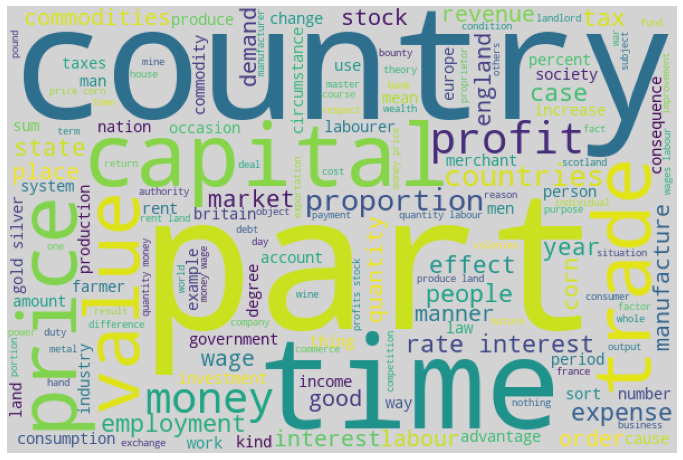 country
part
time
capital
price
value
trade
profit
money
proportion
countries
market
commodities
produce
change
stock
revenue
condition
landlord
tax
fund
pound
mine
house
price corn
town
taxes
man
commodity
demand
manufacturer
bounty
theory
use
master
course
respect
circumstance
europe
england
proprietor
others
war
subject
percent
society
case
increase
improvement
consequence
sum
term
nation
occasion
labourer
mean
bank
wealth
fact
state
place
system
return
deal
cost
merchant
scotland
authority
rent
rent land
exportation
money price
person
individual
wages labour
gold silver
production
britain
object
payment
quantity labour
men
reason
purpose
debt
day
year
one
farmer
quantity money
example
world
money wage
degree
account
wine
profits stock
quantity
effect
people
produce land
manner
corn
situation
manufacture
amount
result
difference
company
government
commerce
thing
law
consumer
factor
whole
power
duty
portion
metal
hand
land
industry
wage
investment
income
good
competition
way
rate interest
period
france
output
sort
number
nothing
expense
business
employment
consumption
exchange
work
kind
interest
labour
advantage
order
cause